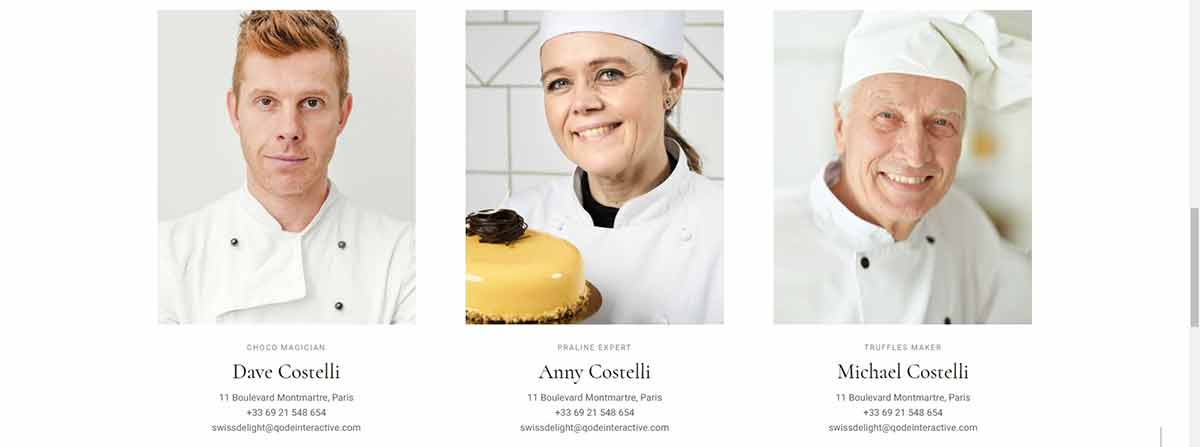 CHOCO MAGICIAN
Dave Costelli
11 Boulevard Montmartre, Paris
+33 69 21 548 654
swissdelight@qodeinteractive.com
PRALINE EXPERT
Anny Costelli
11 Boulevard Montmartre, Paris
+33 69 21 548 654
swissdelight@qodeinteractive.com
TRUFFLES MAKER
Michael Costelli
11 Boulevard Montmartre, Paris
+33 69 21 548 654
swissdelight@qodeinteractive.com